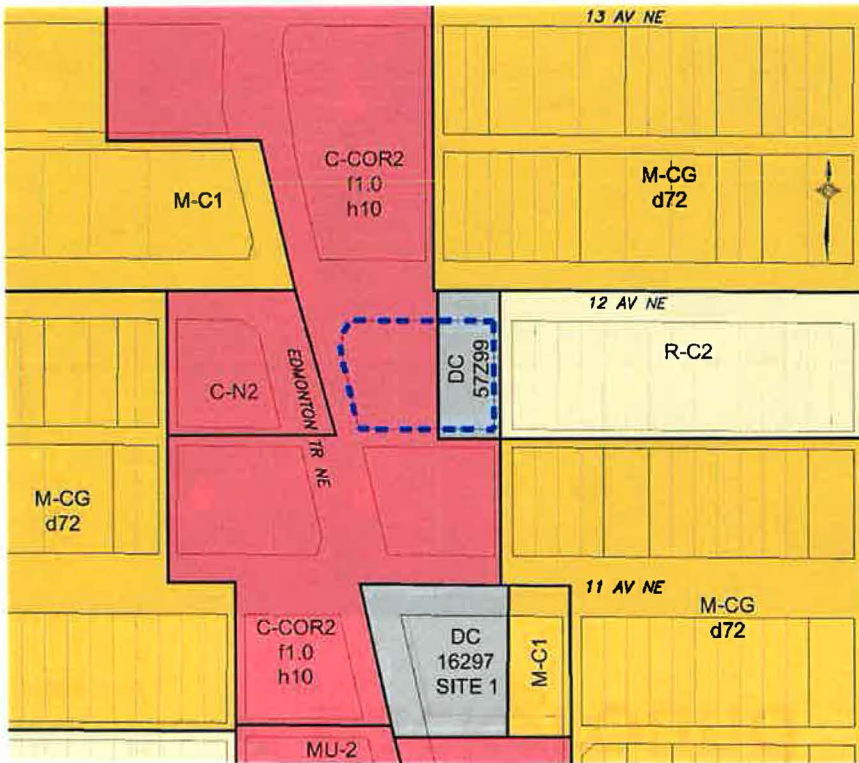 13 AV NE
C-COR2
f1.0
h10
M-C1
M-CG
d72
12 AV NE
DC
57Z99
R-C2
C-N2
EDMONTON TR NE
M-CG
d72
11 AV NE
M-CG
d72
C-COR2
f1.0
h10
DC
16297
SITE 1
M-C1
MU-2